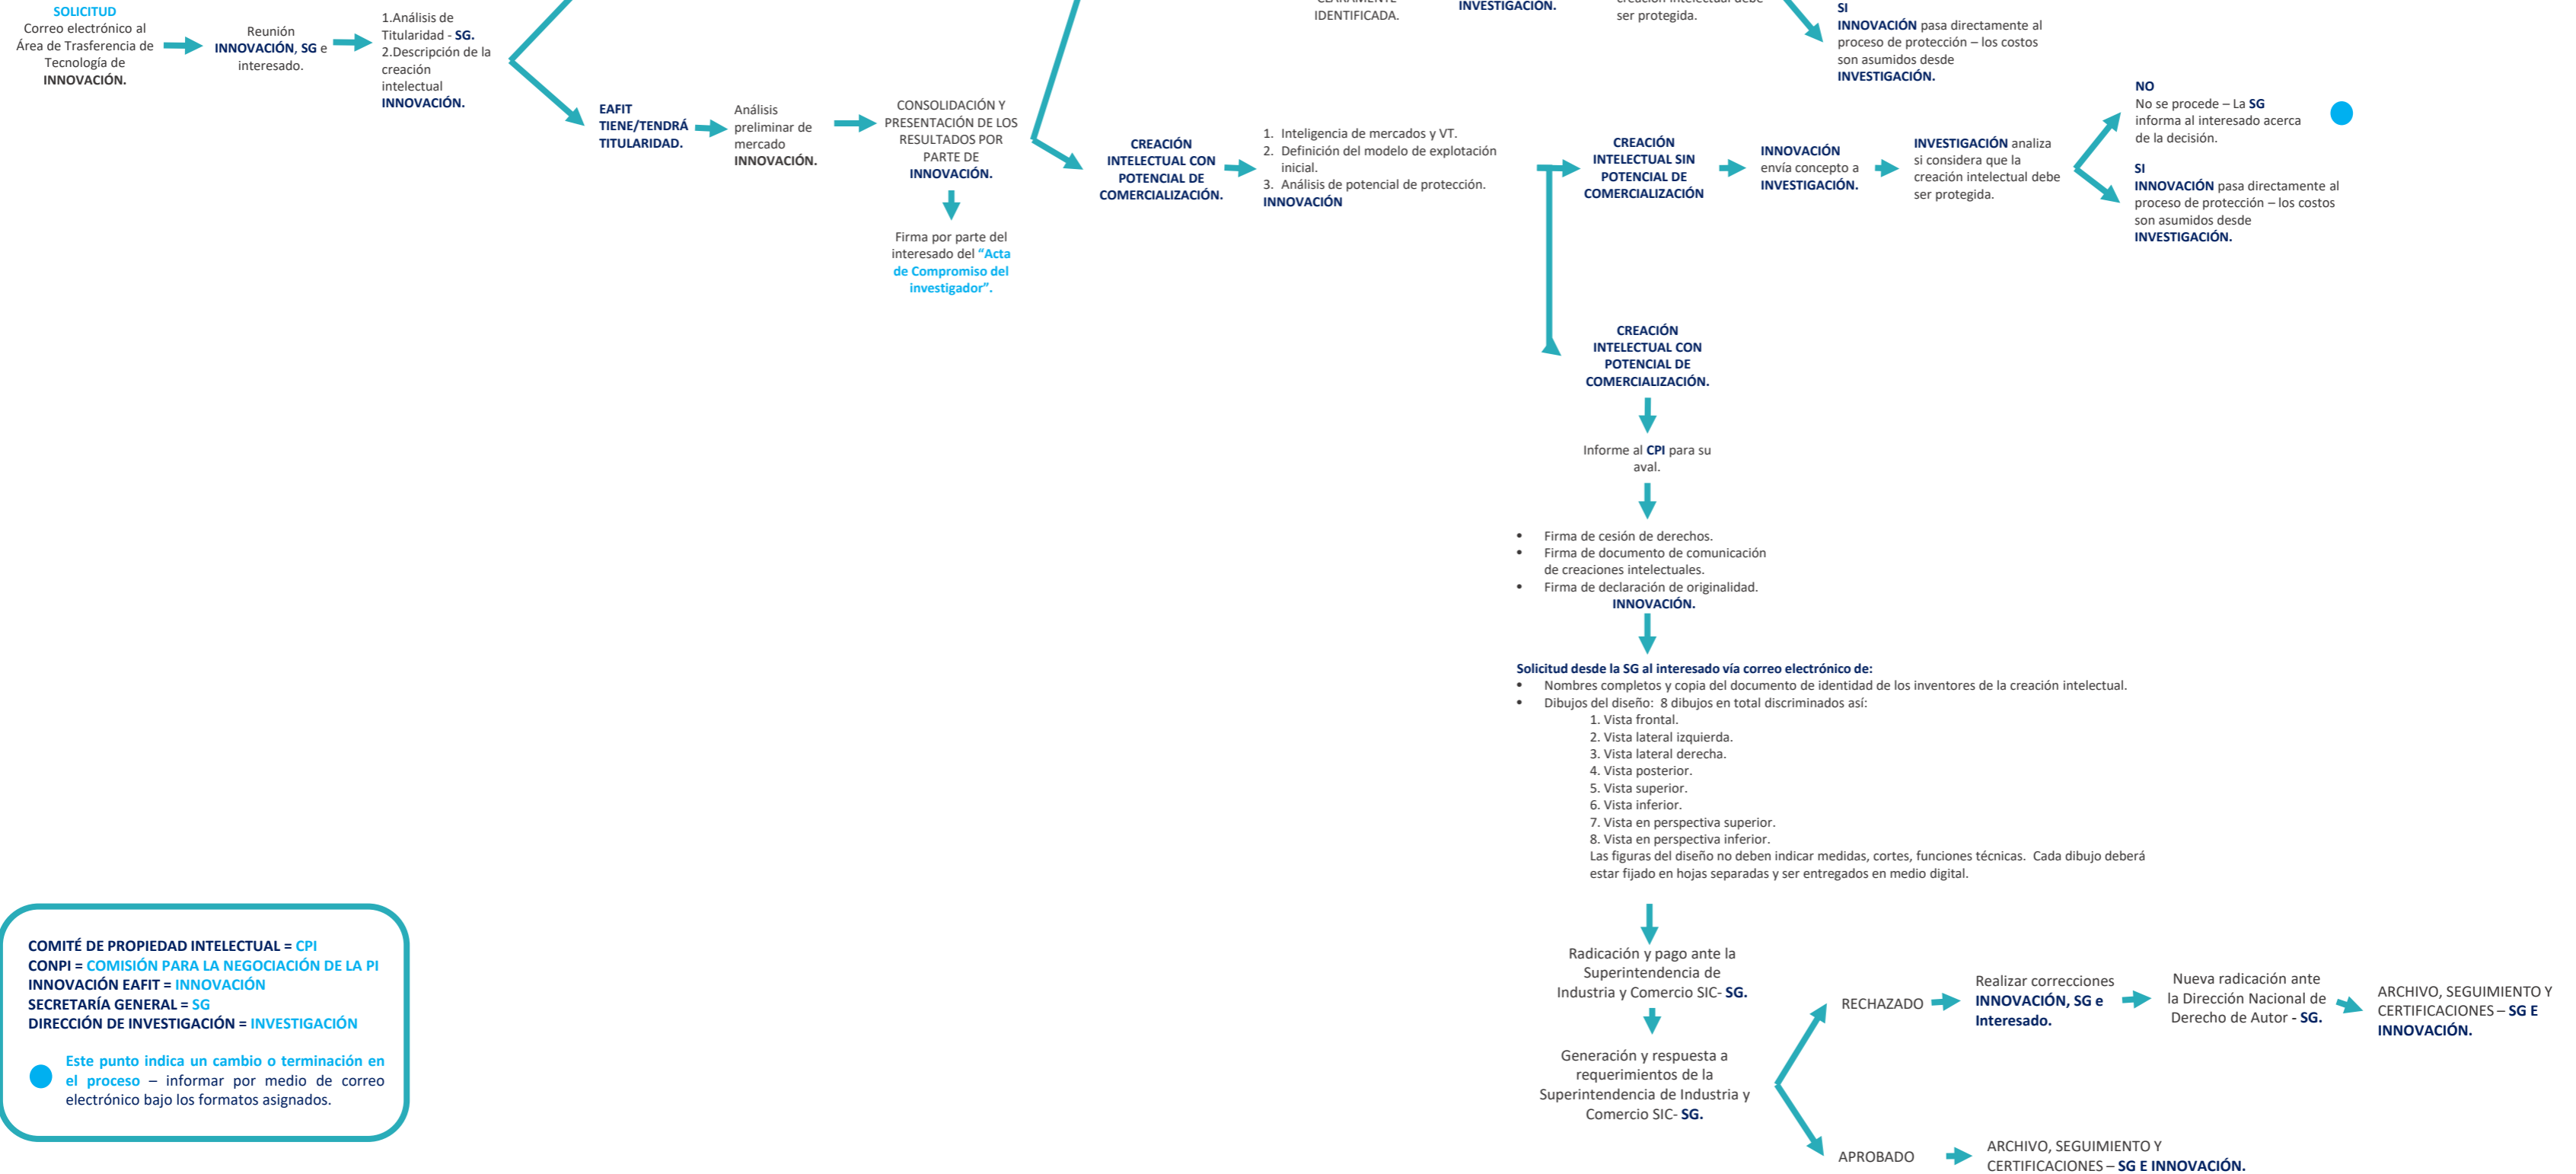 SOLICITUD
Correo electrónico al
Área de Trasferencia de
Tecnología de
INNOVACIÓN.
Reunión
INNOVACIÓN, SG e
interesado.
1.Análisis de
Titularidad - SG.
2.Descripción de la
creación
intelectual
INNOVACIÓN.
EAFIT
TIENE/TENDRÁ
TITULARIDAD.
Análisis
preliminar de
mercado
INNOVACIÓN.
CONSOLIDACIÓN Y
PRESENTACIÓN DE LOS
RESULTADOS POR
PARTE DE
INNOVACIÓN.
Firma por parte del
interesado del “Acta
de Compromiso del
investigador”.
CLARAMENTE
IDENTIFICADA.
INVESTIGACIÓN.
creación intelectual debe
ser protegida.
SI
INNOVACIÓN pasa directamente al
proceso de protección – los costos
son asumidos desde
INVESTIGACIÓN.
CREACIÓN
INTELECTUAL CON
POTENCIAL DE
COMERCIALIZACIÓN.
1. Inteligencia de mercados y VT.
2. Definición del modelo de explotación
inicial.
3. Análisis de potencial de protección.
INNOVACIÓN
CREACIÓN
INTELECTUAL SIN
POTENCIAL DE
COMERCIALIZACIÓN
INNOVACIÓN
envía concepto a
INVESTIGACIÓN.
INVESTIGACIÓN analiza
si considera que la
creación intelectual debe
ser protegida.
NO
No se procede – La SG
informa al interesado acerca
de la decisión.
SI
INNOVACIÓN pasa directamente al
proceso de protección – los costos
son asumidos desde
INVESTIGACIÓN.
CREACIÓN
INTELECTUAL CON
POTENCIAL DE
COMERCIALIZACIÓN.
Informe al CPI para su
aval.
• Firma de cesión de derechos.
• Firma de documento de comunicación
de creaciones intelectuales.
• Firma de declaración de originalidad.
INNOVACIÓN.
Solicitud desde la SG al interesado vía correo electrónico de:
• Nombres completos y copia del documento de identidad de los inventores de la creación intelectual.
• Dibujos del diseño: 8 dibujos en total discriminados así:
1. Vista frontal.
2. Vista lateral izquierda.
3. Vista lateral derecha.
4. Vista posterior.
5. Vista superior.
6. Vista inferior.
7. Vista en perspectiva superior.
8. Vista en perspectiva inferior.
Las figuras del diseño no deben indicar medidas, cortes, funciones técnicas. Cada dibujo deberá
estar fijado en hojas separadas y ser entregados en medio digital.
Radicación y pago ante la
Superintendencia de
Industria y Comercio SIC- SG.
Generación y respuesta a
requerimientos de la
Superintendencia de Industria y
Comercio SIC- SG.
RECHAZADO
Realizar correcciones
INNOVACIÓN, SG e
Interesado.
Nueva radicación ante
la Dirección Nacional de
Derecho de Autor - SG.
ARCHIVO, SEGUIMIENTO Y
CERTIFICACIONES – SG E
INNOVACIÓN.
APROBADO
ARCHIVO, SEGUIMIENTO Y
CERTIFICACIONES – SG E INNOVACIÓN.
COMITÉ DE PROPIEDAD INTELECTUAL = CPI
CONPI = COMISIÓN PARA LA NEGOCIACIÓN DE LA PI
INNOVACIÓN EAFIT = INNOVACIÓN
SECRETARÍA GENERAL = SG
DIRECCIÓN DE INVESTIGACIÓN = INVESTIGACIÓN
Este punto indica un cambio o terminación en
el proceso – informar por medio de correo
electrónico bajo los formatos asignados.